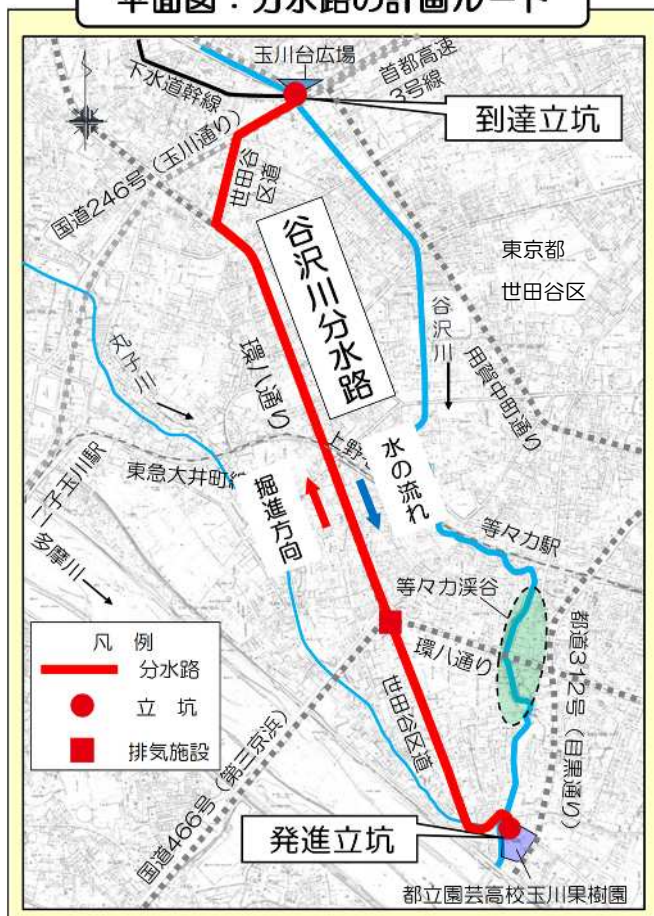 平面図：分水路の計画ルート
玉川台広場
首都高速
3号線
下水道幹線
到達立坑
国道246号（玉川通り）
世田谷
区道
谷沢川分水路
東京都
世田谷区
谷沢川
丸子川
環八通り
用賀中町通り
上野
水の流れ
東急大井町
二子玉川駅
掘進方向
多摩川
等々力駅
等々力渓谷
凡 例
分水路
立 坑
排気施設
環八通り
都道312号（目黒通り）
世田谷区道
国道466号（第三京浜）
発進立坑
都立園芸高校玉川果樹園